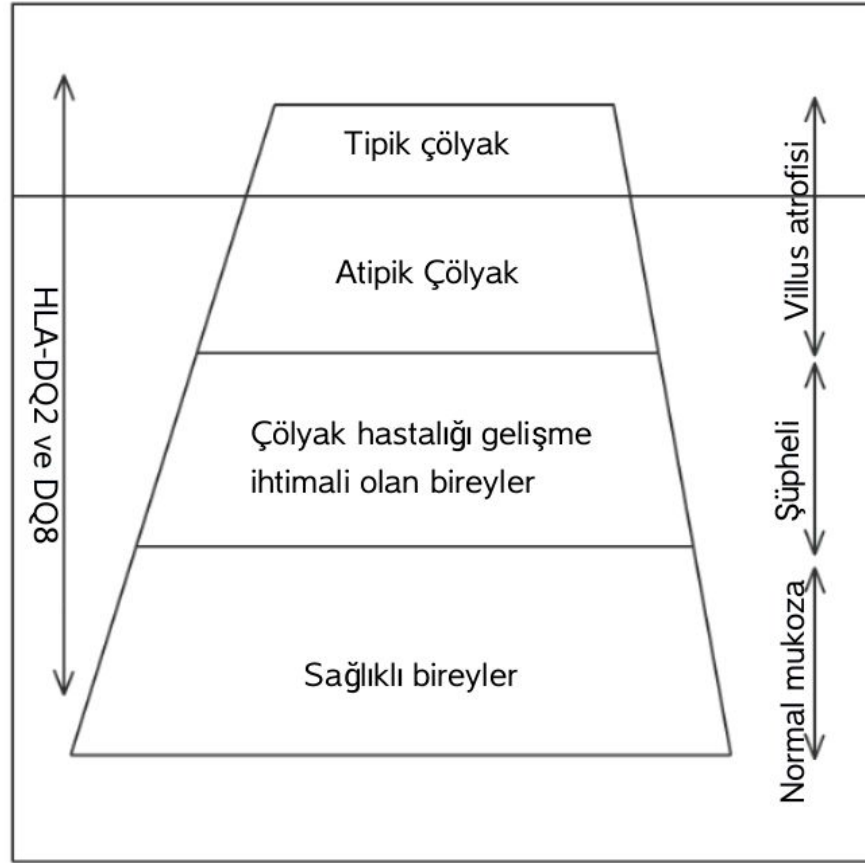 Tipik çölyak
Atipik Çölyak
Çölyak hastalığı gelişme
ihtimali olan bireyler
Sağlıklı bireyler
HLA-DQ2 ve DQ8
Villus atrofisi
Şüpheli
Normal mukoza